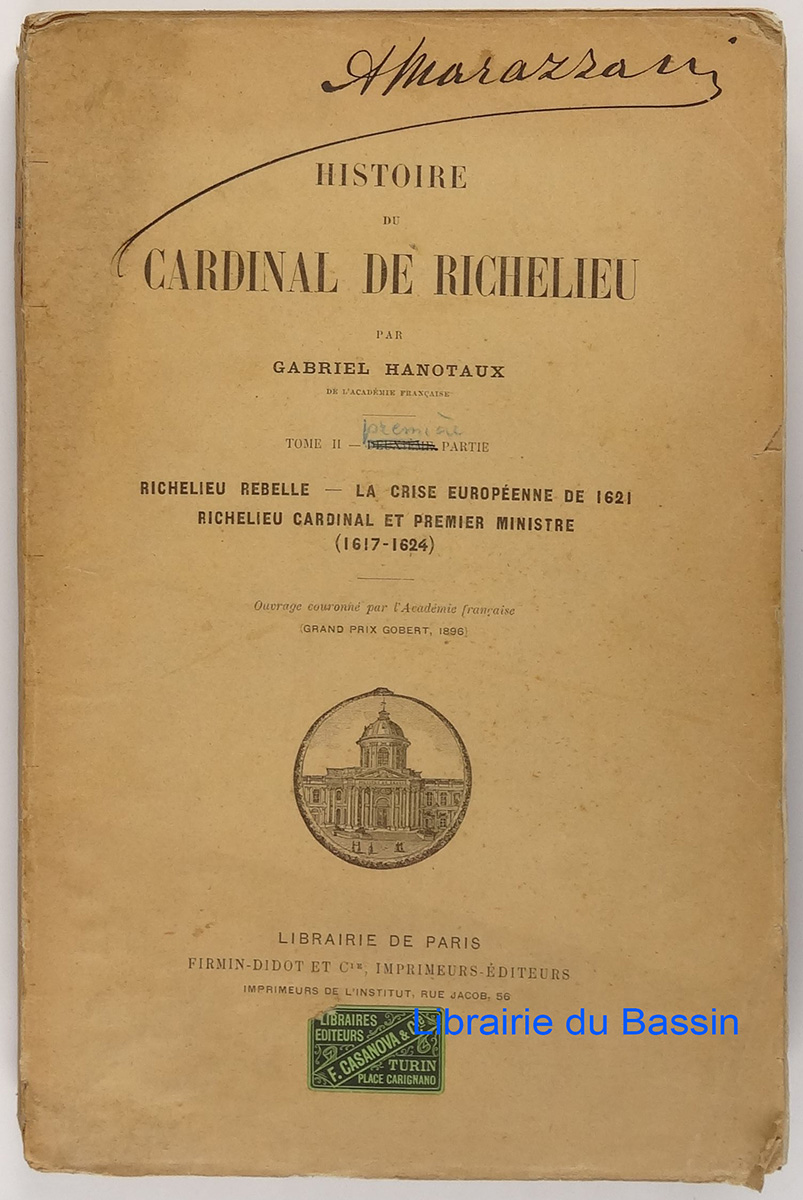 A Marazzani
HISTOIRE
DU
CARDINAL DE RICHELIEU
PAR
GABRIEL HANOTAUX
DE L'ACADÉMIE FRANÇAISE
première
TOME II — DEUXIÈME PARTIE
RICHELIEU REBELLE — LA CRISE EUROPÉENNE DE 1621
RICHELIEU CARDINAL ET PREMIER MINISTRE
(1617-1624)
Ouvrage couronné par l'Académie française
(GRAND PRIX GOBERT, 1896)
LIBRAIRIE DE PARIS
FIRMIN-DIDOT ET Cie, IMPRIMEURS-ÉDITEURS
IMPRIMEURS DE L'INSTITUT, RUE JACOB, 56
LIBRAIRES
EDITEURS
F. CASANOVA & Cie
TURIN
PLACE CARIGNANO
Librairie du Bassin